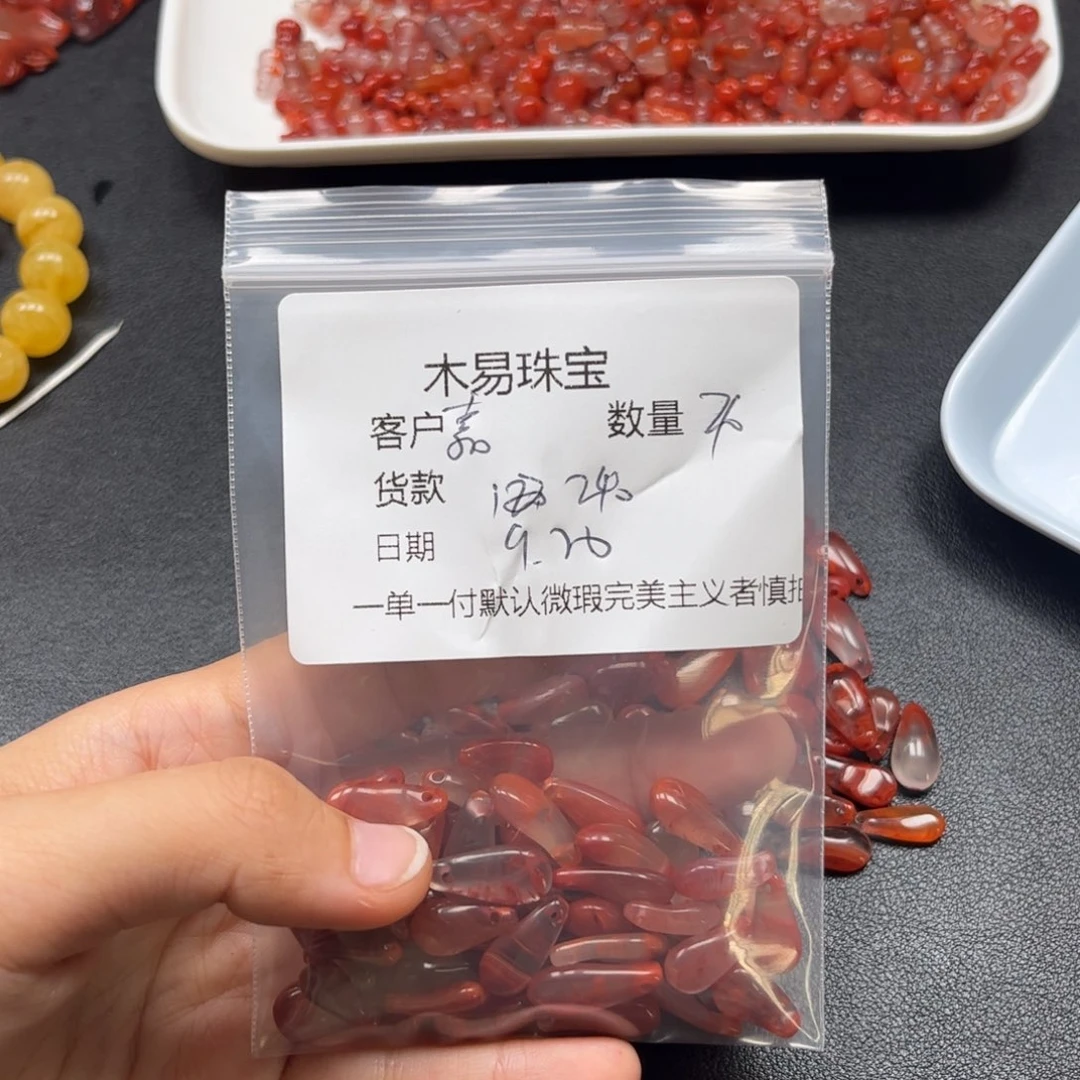 木易珠宝
客户嘉 数量
货款
日期 9.26
一单一付默认微瑕完美主义者慎拍